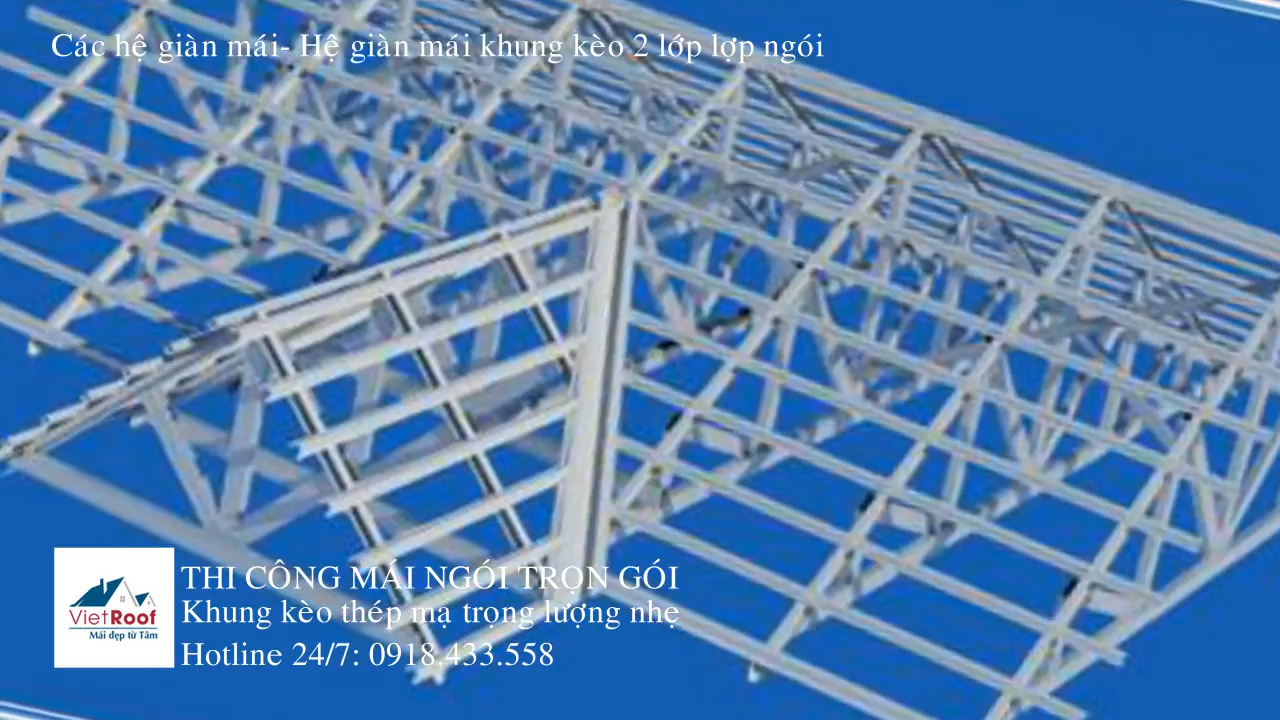 Các hệ giàn mái- Hệ giàn mái khung kèo 2 lớp lợp ngói
THI CÔNG MÁI NGÓI TRỌN GÓI
Khung kèo thép mạ trọng lượng nhẹ
Hotline 24/7: 0918.433.558
VietRoof
Mái đẹp từ Tâm